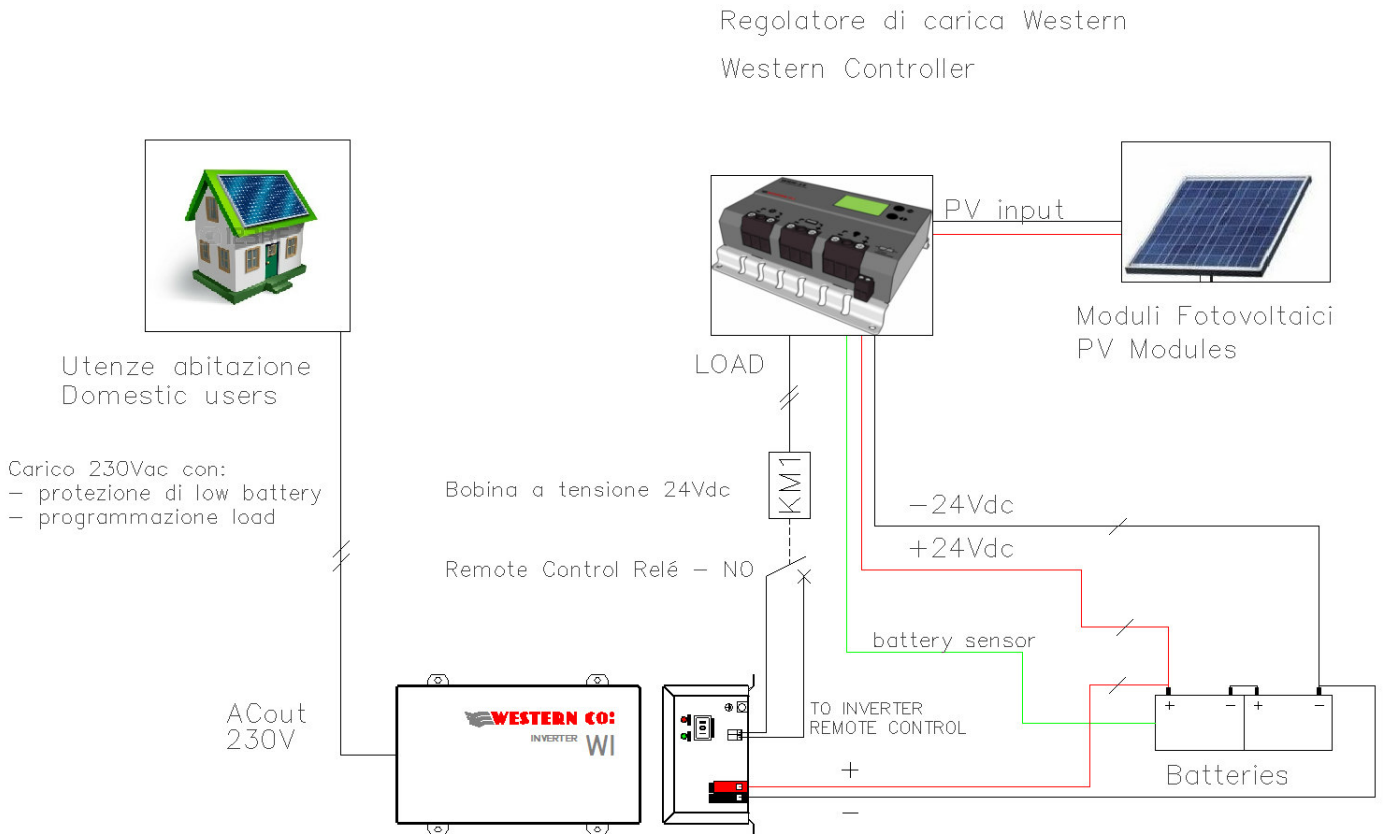 Regolatore di carica Western
Western Controller
PV input
Moduli Fotovoltaici
PV Modules
Utenze abitazione
Domestic users
LOAD
Carico 230Vac con:
– protezione di low battery
– programmazione load
Bobina a tensione 24Vdc
KM1
–24Vdc
+24Vdc
Remote Control Relé – NO
battery sensor
ACout
230V
WESTERN CO:
INVERTER WI
TO INVERTER
REMOTE CONTROL
+ – + –
Batteries
+
–